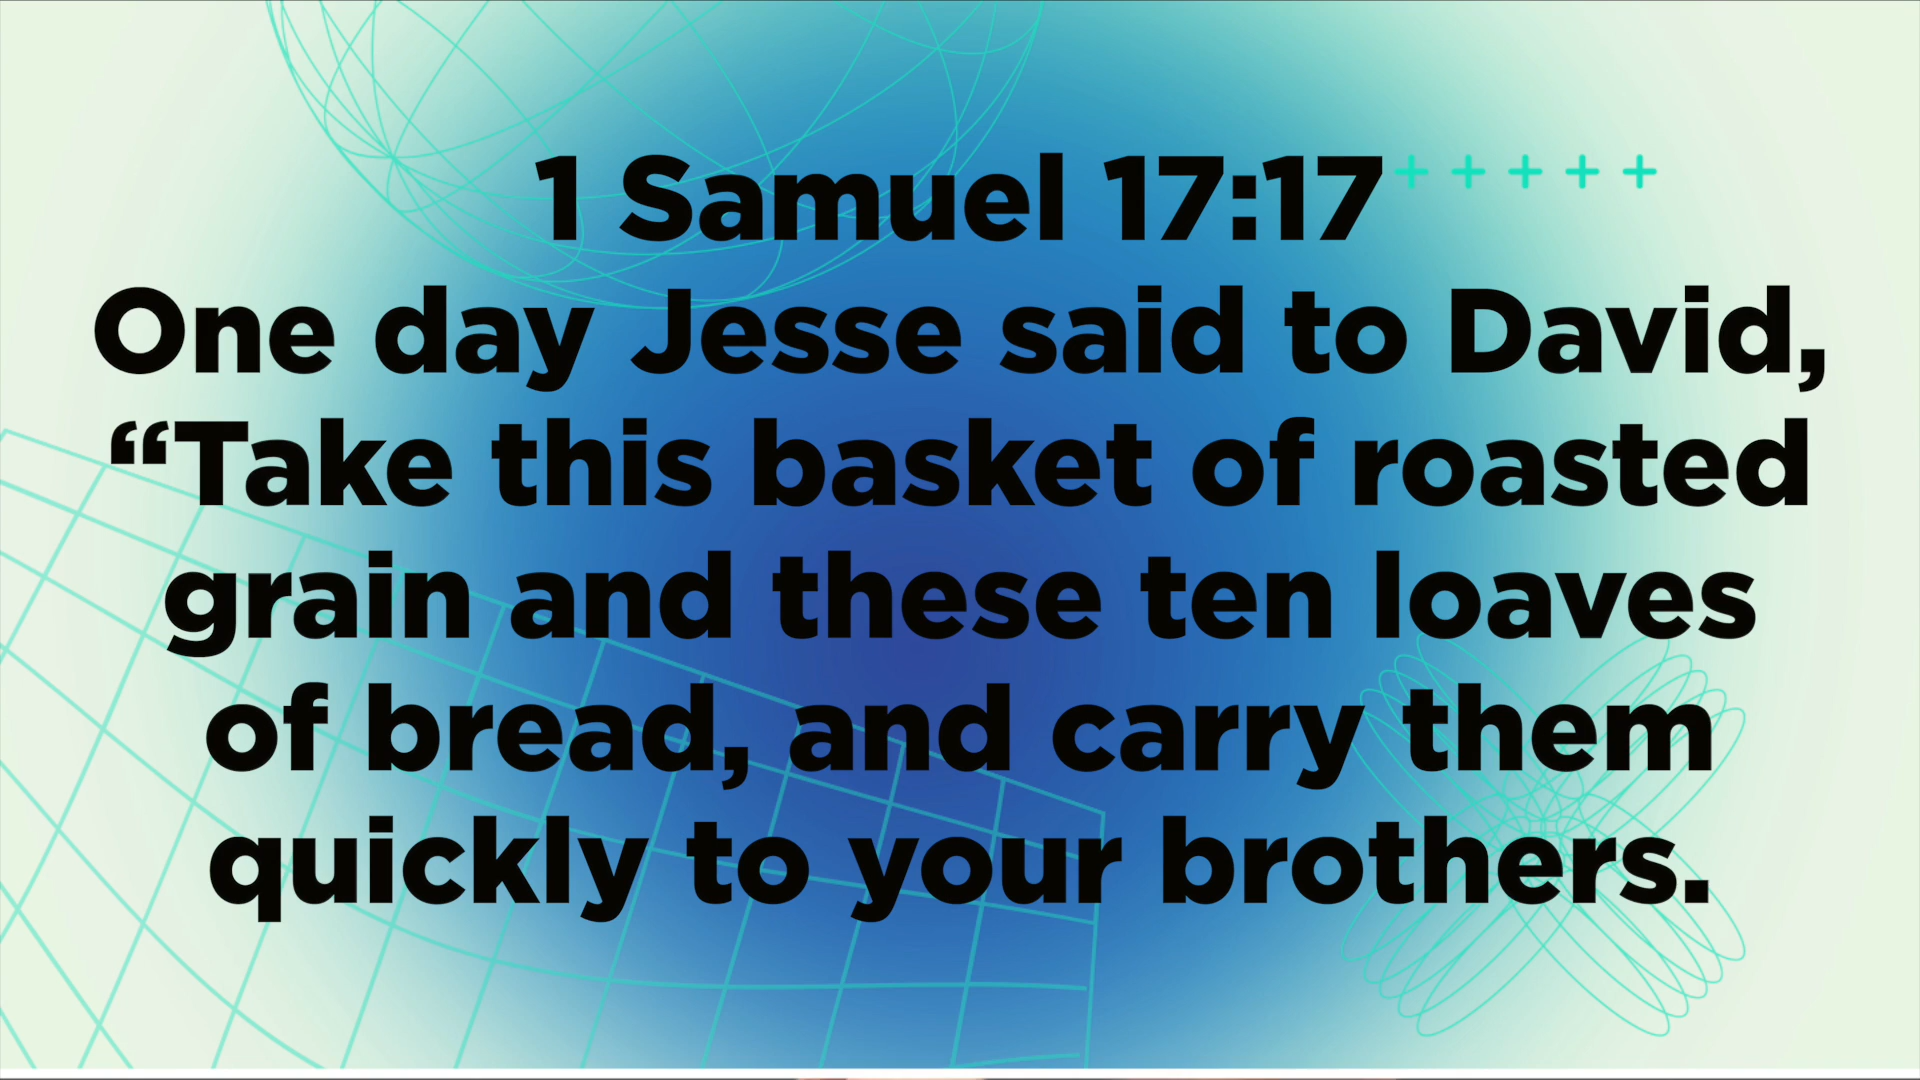 1 Samuel 17:17
One day Jesse said to David,
“Take this basket of roasted
grain and these ten loaves
of bread, and carry them
quickly to your brothers.